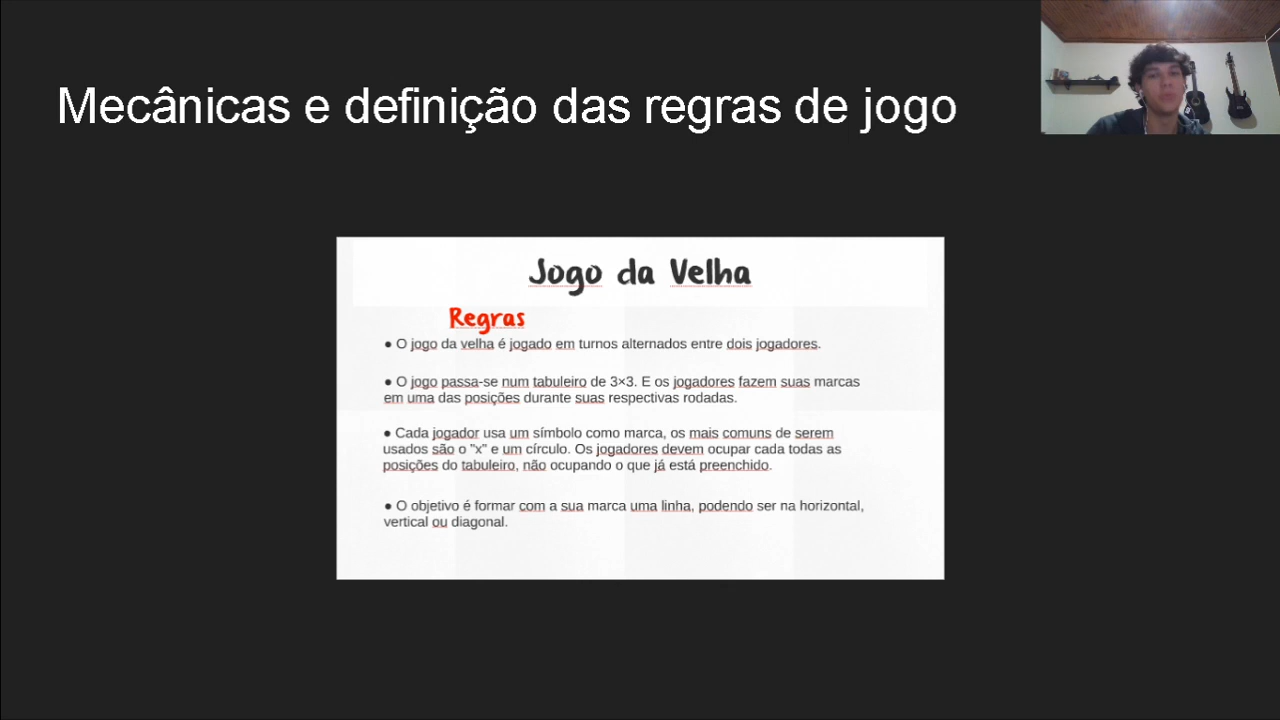 Mecânicas e definição das regras de jogo
Jogo da Velha
Regras
● O jogo da velha é jogado em turnos alternados entre dois jogadores.
● O jogo passa-se num tabuleiro de 3×3. E os jogadores fazem suas marcas
em uma das posições durante suas respectivas rodadas.
● Cada jogador usa um símbolo como marca, os mais comuns de serem
usados são o "x" e um círculo. Os jogadores devem ocupar cada todas as
posições do tabuleiro, não ocupando o que já está preenchido.
● O objetivo é formar com a sua marca uma linha, podendo ser na horizontal,
vertical ou diagonal.